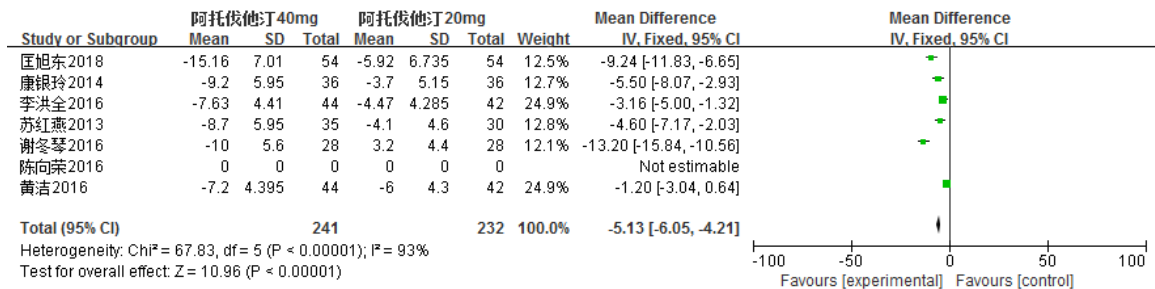 阿托伐他汀40mg 阿托伐他汀20mg Mean Difference Mean Difference
Study or Subgroup Mean SD Total Mean SD Total Weight IV, Fixed, 95% CI IV, Fixed, 95% CI
匡旭东2018 -15.16 7.01 54 -5.92 6.735 54 12.5% -9.24 [-11.83, -6.65]
康银玲2014 -9.2 5.95 36 -3.7 5.15 36 12.7% -5.50 [-8.07, -2.93]
李洪全2016 -7.63 4.41 44 -4.47 4.285 42 24.9% -3.16 [-5.00, -1.32]
苏红燕2013 -8.7 5.95 35 -4.1 4.6 30 12.8% -4.60 [-7.17, -2.03]
谢冬琴2016 -10 5.6 28 3.2 4.4 28 12.1% -13.20 [-15.84, -10.56]
陈向荣2016 0 0 0 0 0 0 Not estimable
黄洁2016 -7.2 4.395 44 -6 4.3 42 24.9% -1.20 [-3.04, 0.64]
Total (95% CI) 241 232 100.0% -5.13 [-6.05, -4.21]
Heterogeneity: Chi² = 67.83, df = 5 (P < 0.00001); I² = 93%
Test for overall effect: Z = 10.96 (P < 0.00001)
-100 -50 0 50 100
Favours [experimental] Favours [control]